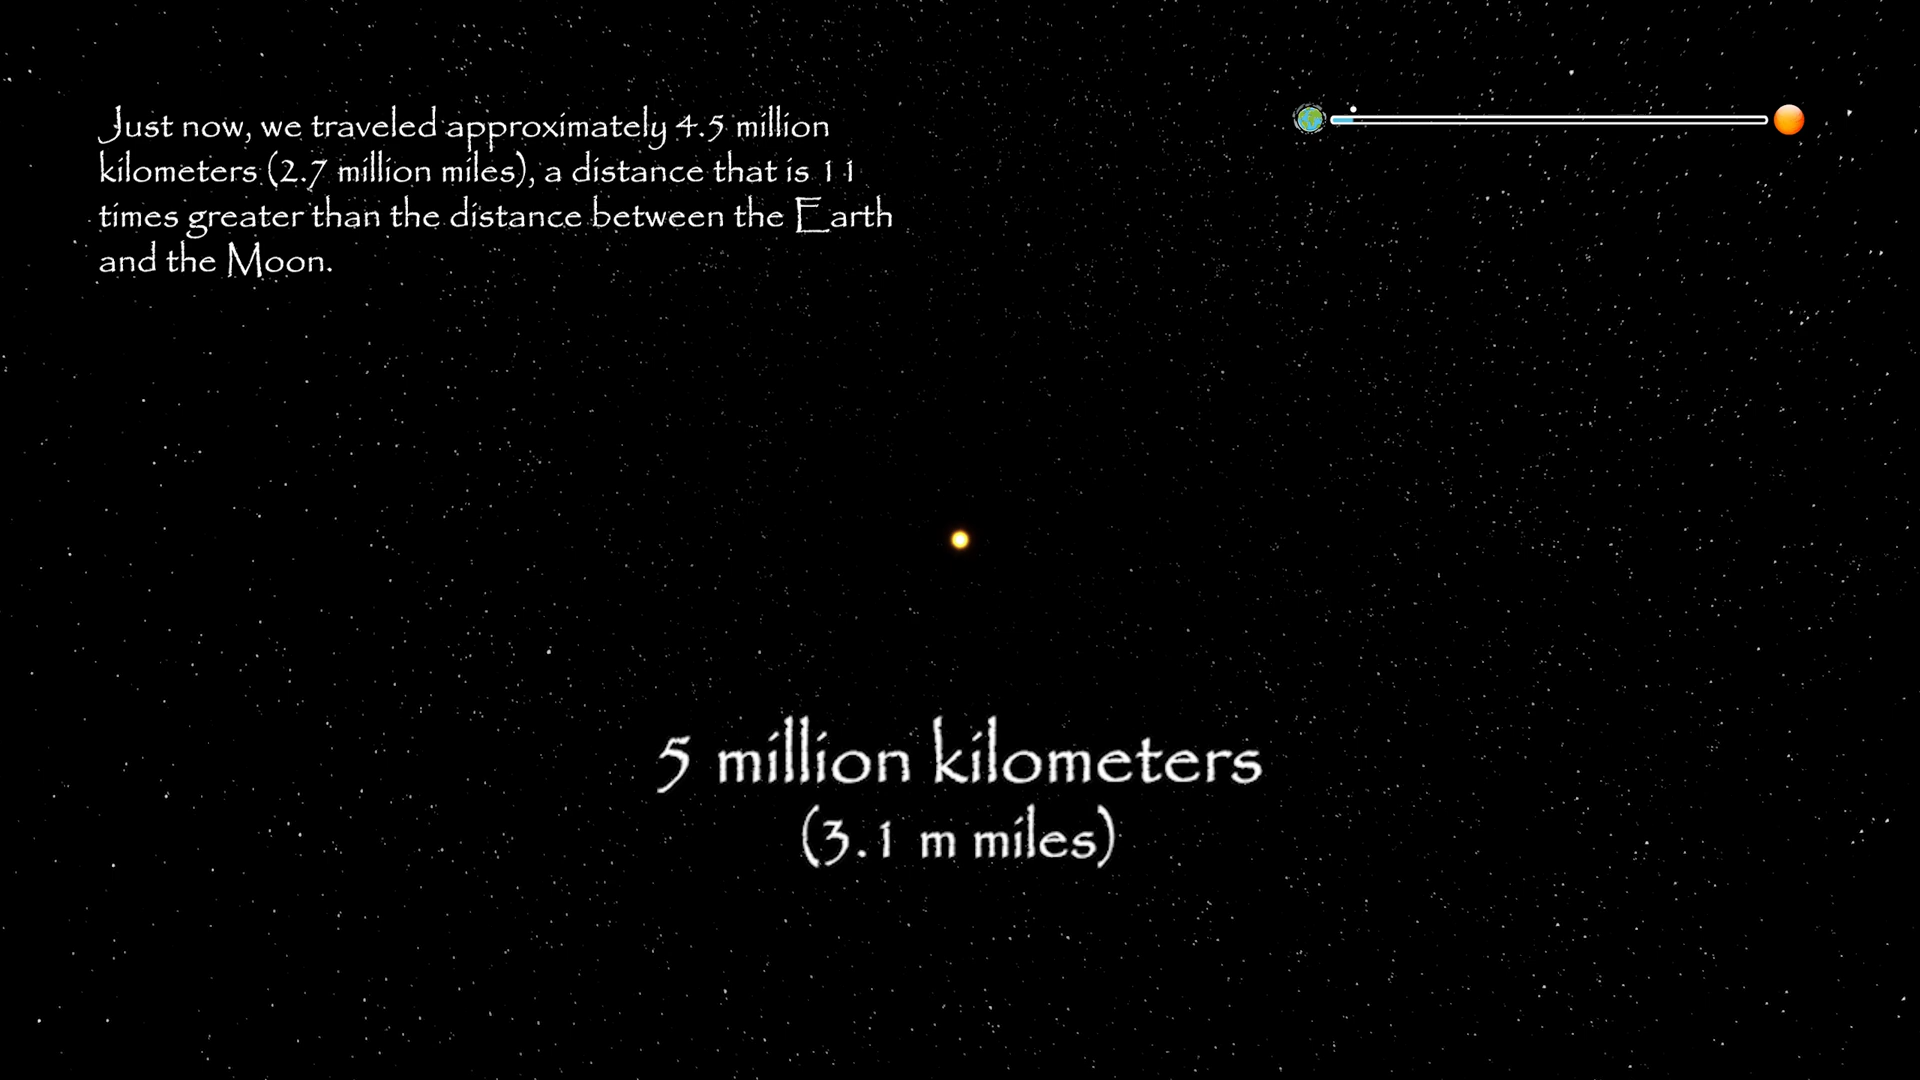 Just now, we traveled approximately 4.5 million
kilometers (2.7 million miles), a distance that is 11
times greater than the distance between the Earth
and the Moon.
5 million kilometers
(3.1 m miles)